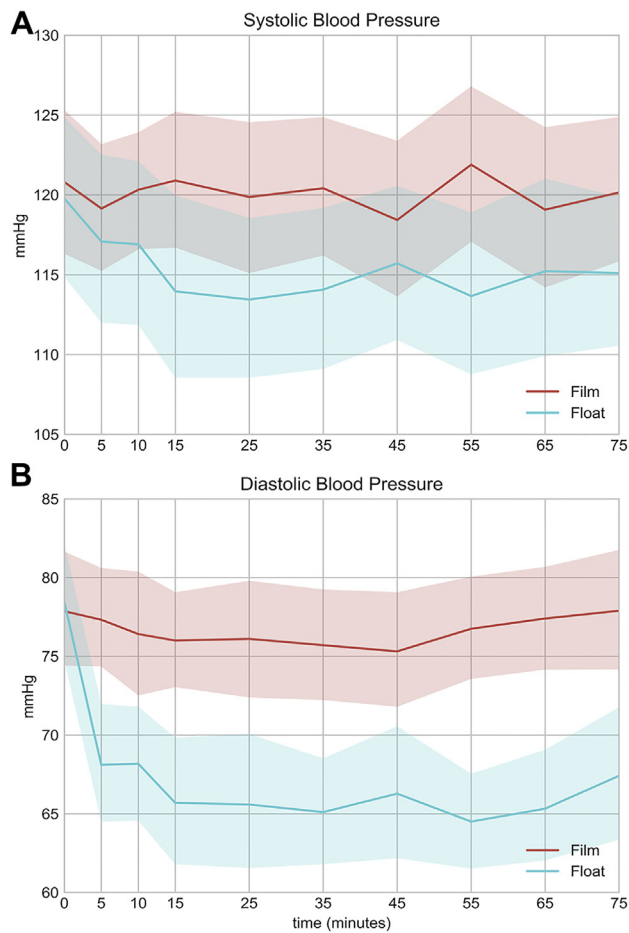 A
Systolic Blood Pressure
130
125
120
115
110
105
mmHg
Film
Float
0 5 10 15 25 35 45 55 65 75
B
Diastolic Blood Pressure
85
80
75
70
65
60
mmHg
Film
Float
0 5 10 15 25 35 45 55 65 75
time (minutes)